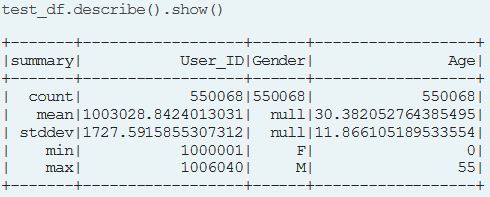 test_df.describe().show()
+-------+------------------+------+------------------+
|summary|           User_ID|Gender|               Age|
+-------+------------------+------+------------------+
|  count|            550068|550068|            550068|
|   mean|1003028.8424013031|  null|30.382052764385495|
| stddev|1727.5915855307312|  null|11.866105189533554|
|    min|           1000001|     F|                 0|
|    max|           1006040|     M|                55|
+-------+------------------+------+------------------+